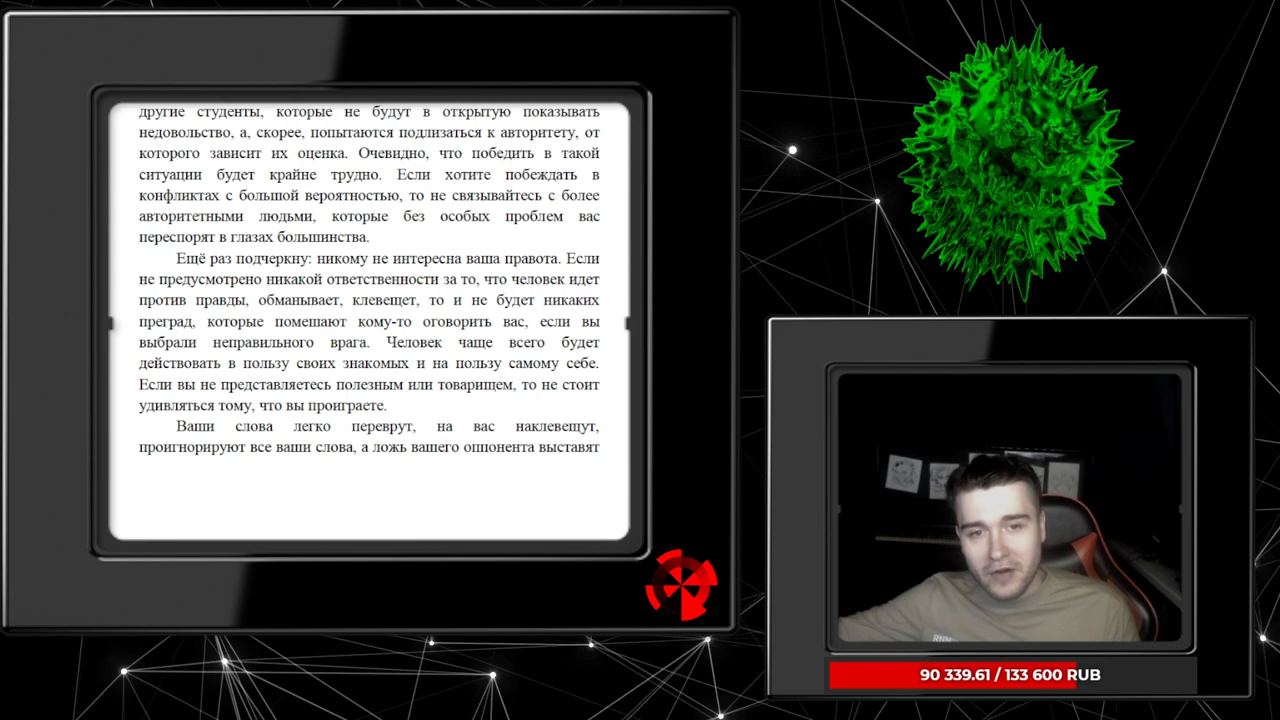 другие студенты, которые не будут в открытую показывать
недовольство, а, скорее, попытаются подлизаться к авторитету, от
которого зависит их оценка. Очевидно, что победить в такой
ситуации будет крайне трудно. Если хотите побеждать в
конфликтах с большой вероятностью, то не связывайтесь с более
авторитетными людьми, которые без особых проблем вас
переспорят в глазах большинства.
Ещё раз подчеркну: никому не интересна ваша правота. Если
не предусмотрено никакой ответственности за то, что человек идет
против правды, обманывает, клевещет, то и не будет никаких
преград, которые помешают кому-то оговорить вас, если вы
выбрали неправильного врага. Человек чаще всего будет
действовать в пользу своих знакомых и на пользу самому себе.
Если вы не представляетесь полезным или товарищем, то не стоит
удивляться тому, что вы проиграете.
Ваши слова легко переврут, на вас наклевещут,
проигнорируют все ваши слова, а ложь вашего оппонента выставят
90 339.61 / 133 600 RUB